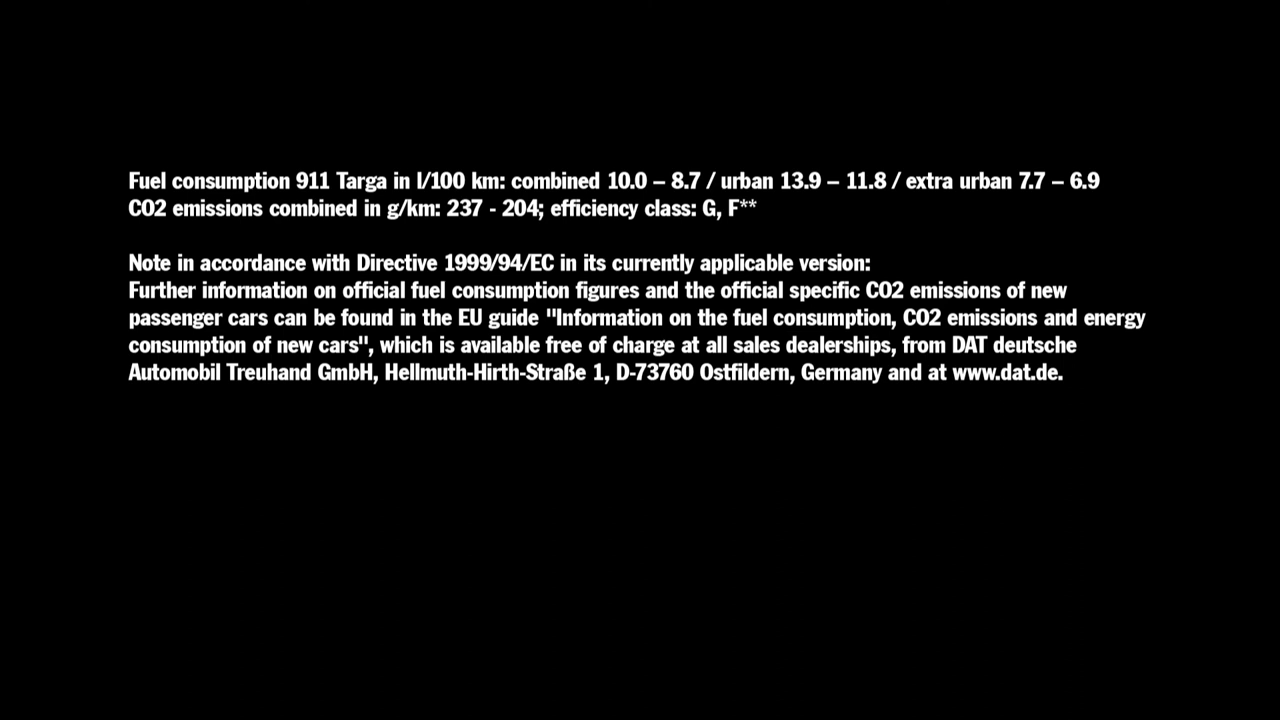 Fuel consumption 911 Targa in l/100 km: combined 10.0 – 8.7 / urban 13.9 – 11.8 / extra urban 7.7 – 6.9
CO2 emissions combined in g/km: 237 - 204; efficiency class: G, F**
Note in accordance with Directive 1999/94/EC in its currently applicable version:
Further information on official fuel consumption figures and the official specific CO2 emissions of new
passenger cars can be found in the EU guide "Information on the fuel consumption, CO2 emissions and energy
consumption of new cars", which is available free of charge at all sales dealerships, from DAT deutsche
Automobil Treuhand GmbH, Hellmuth-Hirth-Straße 1, D-73760 Ostfildern, Germany and at www.dat.de.